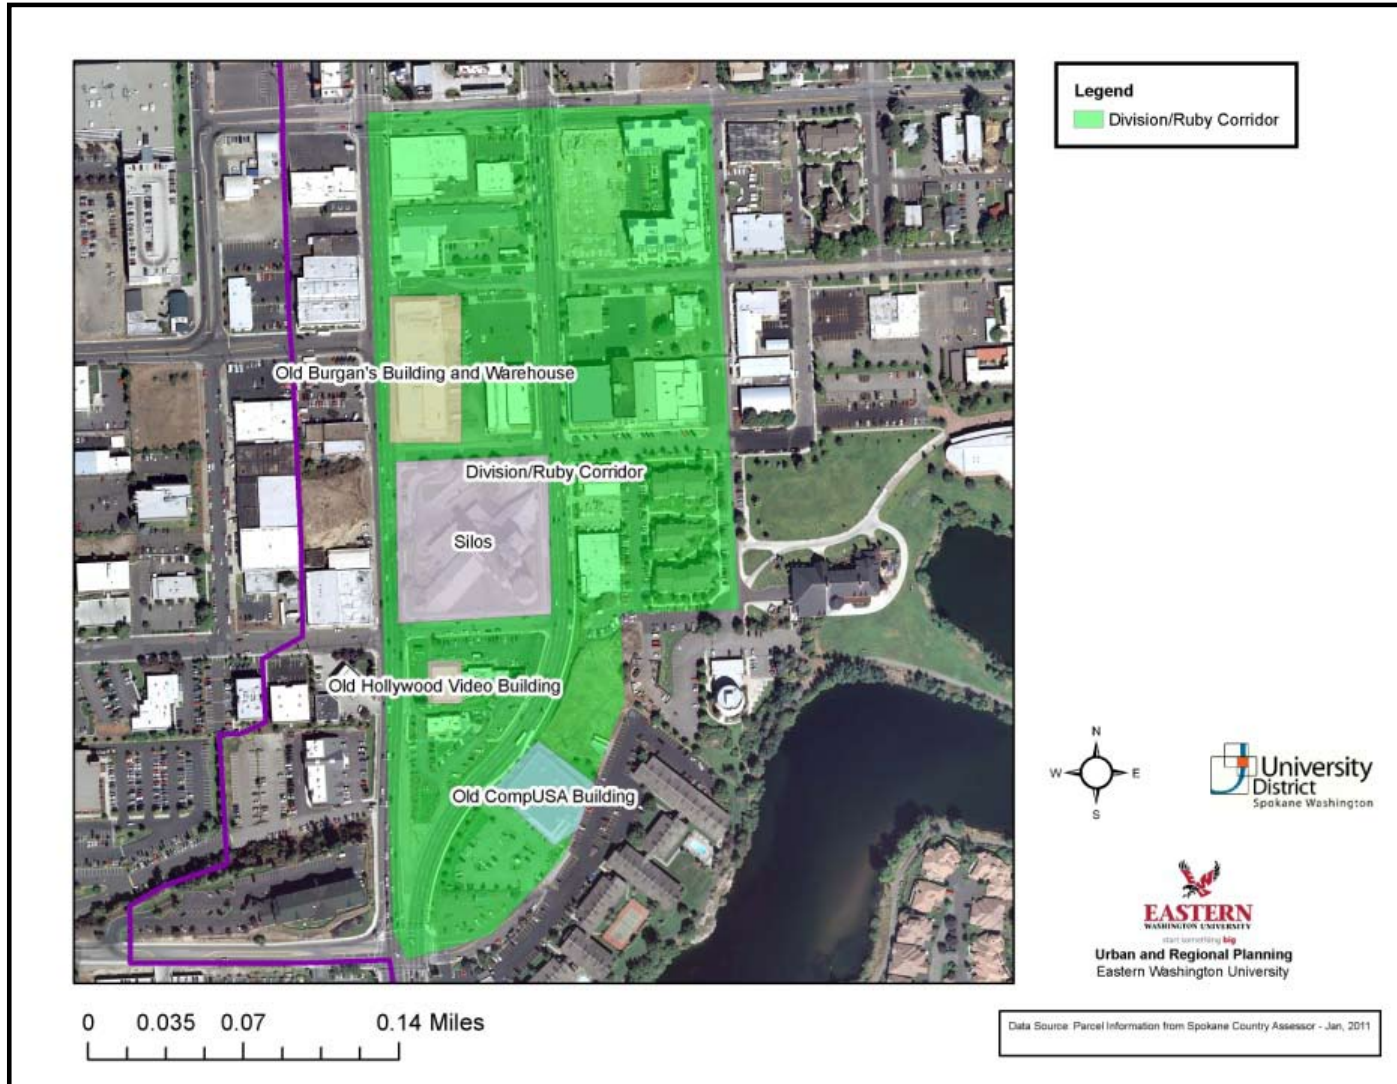 Legend
Division/Ruby Corridor
Old Burgan's Building and Warehouse
Division/Ruby Corridor
Silos
Old Hollywood Video Building
Old CompUSA Building
N
W E
S
University
District
Spokane Washington
EASTERN
WASHINGTON UNIVERSITY
start something big
Urban and Regional Planning
Eastern Washington University
0 0.035 0.07 0.14 Miles
Data Source Parcel Information from Spokane Country Assessor - Jan, 2011